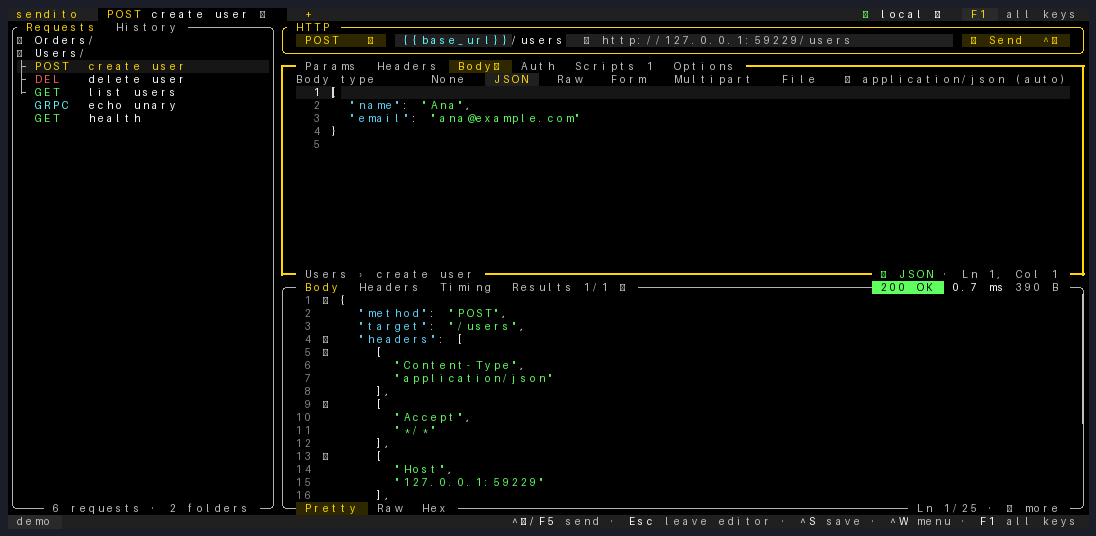 sendito POST create user + local F1 all keys
Requests History
Orders/
Users/
POST create user
DEL delete user
GET list users
GRPC echo unary
GET health
6 requests · 2 folders
HTTP
POST {{base_url}}/users http://127.0.0.1:59229/users Send ^
Params Headers Body Auth Scripts 1 Options
Body type None JSON Raw Form Multipart File application/json (auto)
1 {
2 "name": "Ana",
3 "email": "ana@example.com"
4 }
5
Users › create user JSON · Ln 1, Col 1
Body Headers Timing Results 1/1 200 OK 0.7 ms 390 B
1 {
2 "method": "POST",
3 "target": "/users",
4 "headers": [
5 [
6 "Content-Type",
7 "application/json"
8 ],
9 [
10 "Accept",
11 "*/*"
12 ],
13 [
14 "Host",
15 "127.0.0.1:59229"
16 ],
Pretty Raw Hex Ln 1/25 · more
demo ^/F5 send · Esc leave editor · ^S save · ^W menu · F1 all keys